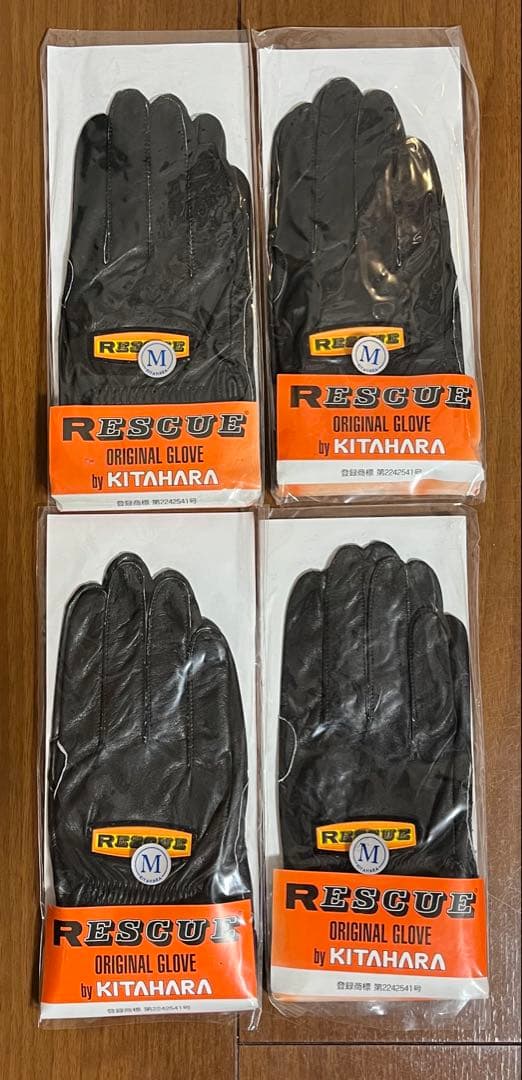 RESCUE
M
KITAHARA
RESCUE®
ORIGINAL GLOVE
by KITAHARA
登録商標 第2242541号
RESCUE
M
KITAHARA
RESCUE
ORIGINAL GLOVE
by KITAHARA
登録商標 第2242541号
RESCUE
M
KITAHARA
RESCUE
ORIGINAL GLOVE
by KITAHARA
登録商標 第2242541号
RESCUE
M
KITAHARA
RESCUE®
ORIGINAL GLOVE
by KITAHARA
登録商標 第2242541号